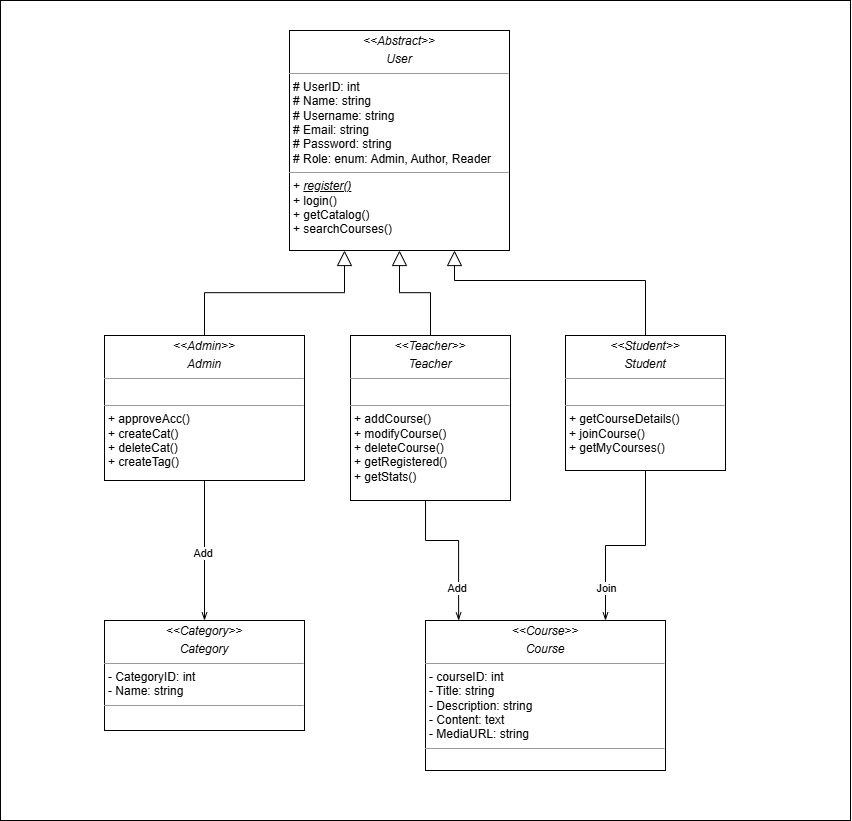 <<Abstract>>
User
# UserID: int
# Name: string
# Username: string
# Email: string
# Password: string
# Role: enum: Admin, Author, Reader
+ register()
+ login()
+ getCatalog()
+ searchCourses()
<<Admin>>
Admin
+ approveAcc()
+ createCat()
+ deleteCat()
+ createTag()
<<Teacher>>
Teacher
+ addCourse()
+ modifyCourse()
+ deleteCourse()
+ getRegistered()
+ getStats()
<<Student>>
Student
+ getCourseDetails()
+ joinCourse()
+ getMyCourses()
Add
Add
Join
<<Category>>
Category
- CategoryID: int
- Name: string
<<Course>>
Course
- courseID: int
- Title: string
- Description: string
- Content: text
- MediaURL: string